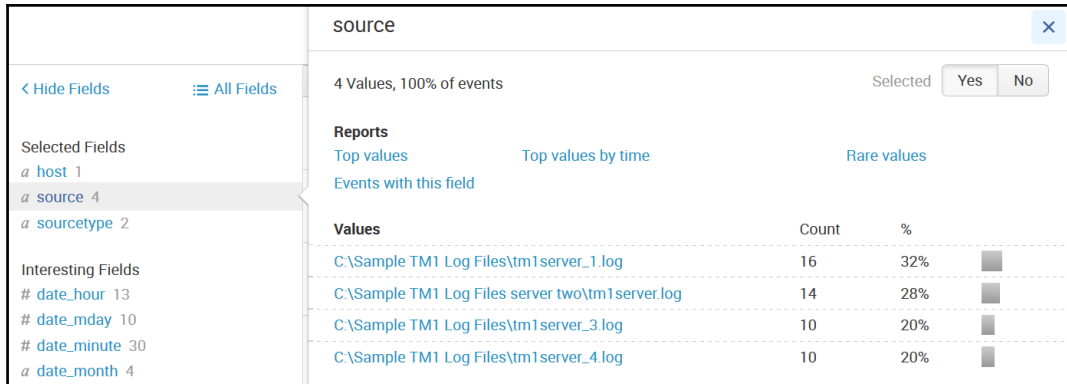 source
×
< Hide Fields
All Fields
Selected Fields
a host 1
a source 4
a sourcetype 2
Interesting Fields
# date_hour 13
# date_mday 10
# date_minute 30
a date_month 4
4 Values, 100% of events
Selected Yes No
Reports
Top values Top values by time Rare values
Events with this field
Values Count %
C:\Sample TM1 Log Files\tm1server_1.log 16 32%
C:\Sample TM1 Log Files server two\tm1server.log 14 28%
C:\Sample TM1 Log Files\tm1server_3.log 10 20%
C:\Sample TM1 Log Files\tm1server_4.log 10 20%